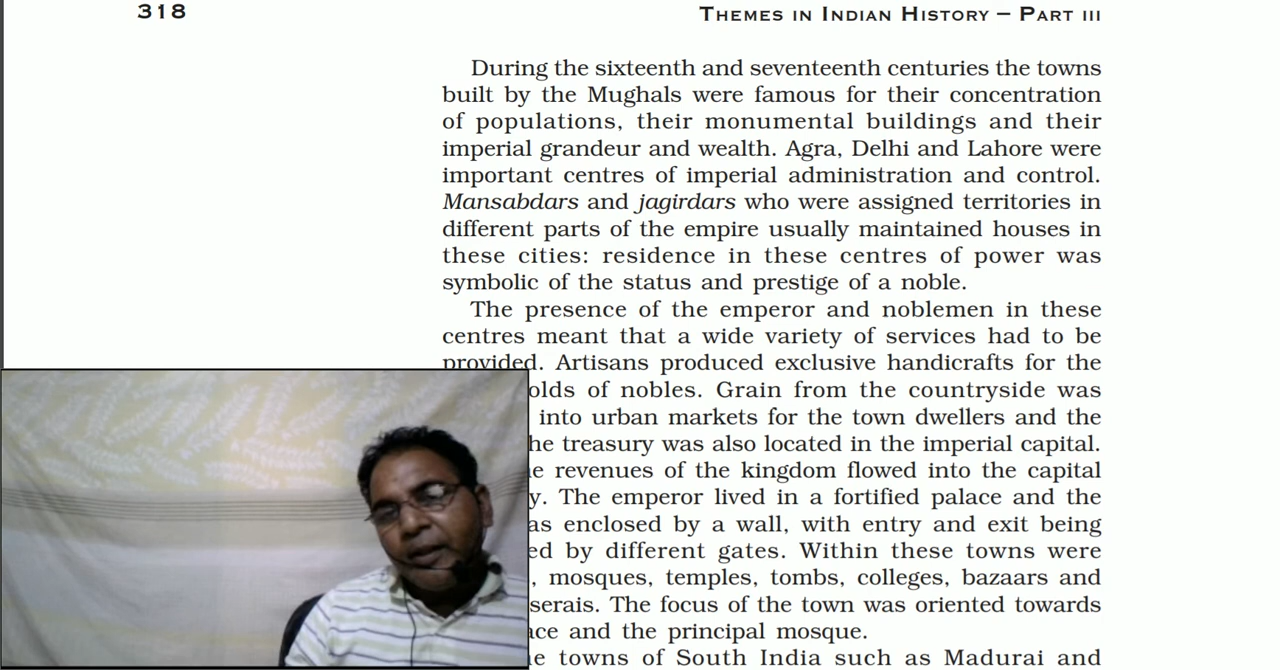 318
THEMES IN INDIAN HISTORY – PART III
During the sixteenth and seventeenth centuries the towns
built by the Mughals were famous for their concentration
of populations, their monumental buildings and their
imperial grandeur and wealth. Agra, Delhi and Lahore were
important centres of imperial administration and control.
Mansabdars and jagirdars who were assigned territories in
different parts of the empire usually maintained houses in
these cities: residence in these centres of power was
symbolic of the status and prestige of a noble.
The presence of the emperor and noblemen in these
centres meant that a wide variety of services had to be
provided. Artisans produced exclusive handicrafts for the
olds of nobles. Grain from the countryside was
into urban markets for the town dwellers and the
he treasury was also located in the imperial capital.
e revenues of the kingdom flowed into the capital
y. The emperor lived in a fortified palace and the
as enclosed by a wall, with entry and exit being
ed by different gates. Within these towns were
, mosques, temples, tombs, colleges, bazaars and
serais. The focus of the town was oriented towards
ace and the principal mosque.
e towns of South India such as Madurai and